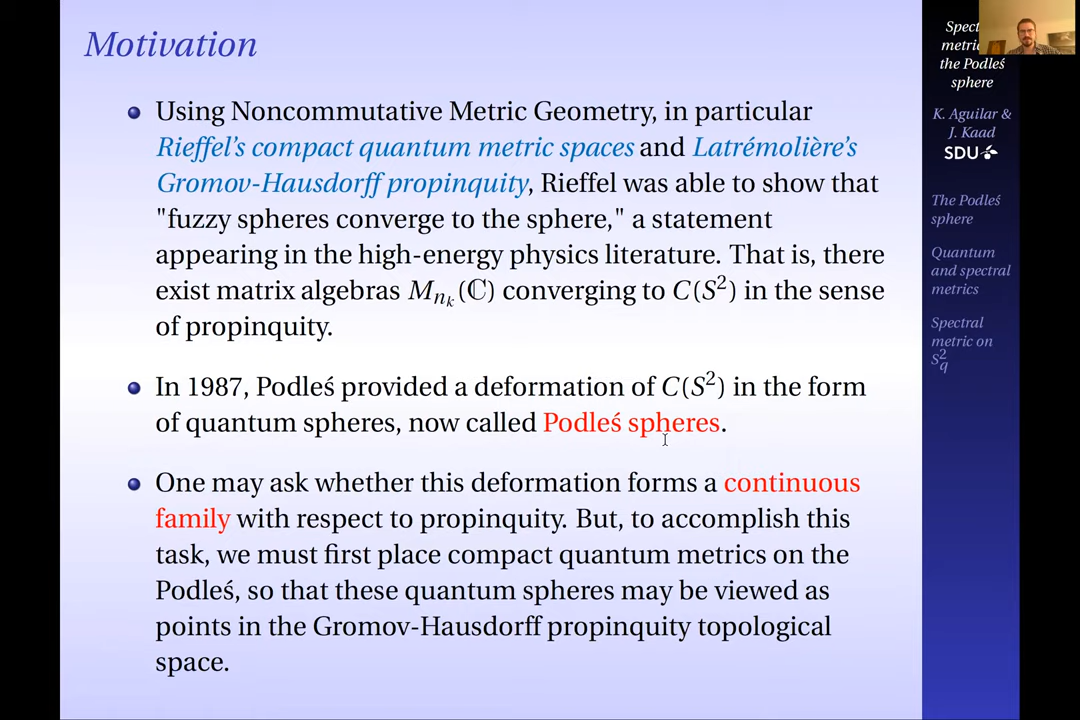 Motivation
Using Noncommutative Metric Geometry, in particular
Rieffel's compact quantum metric spaces and Latrémolière's
Gromov-Hausdorff propinquity, Rieffel was able to show that
"fuzzy spheres converge to the sphere," a statement
appearing in the high-energy physics literature. That is, there
exist matrix algebras M_{n_k}(ℂ) converging to C(S²) in the sense
of propinquity.
In 1987, Podleś provided a deformation of C(S²) in the form
of quantum spheres, now called Podleś spheres.
One may ask whether this deformation forms a continuous
family with respect to propinquity. But, to accomplish this
task, we must first place compact quantum metrics on the
Podleś, so that these quantum spheres may be viewed as
points in the Gromov-Hausdorff propinquity topological
space.
the Podleś
sphere
K. Aguilar &
J. Kaad
SDU
The Podleś
sphere
Quantum
and spectral
metrics
Spectral
metric on
S²_q